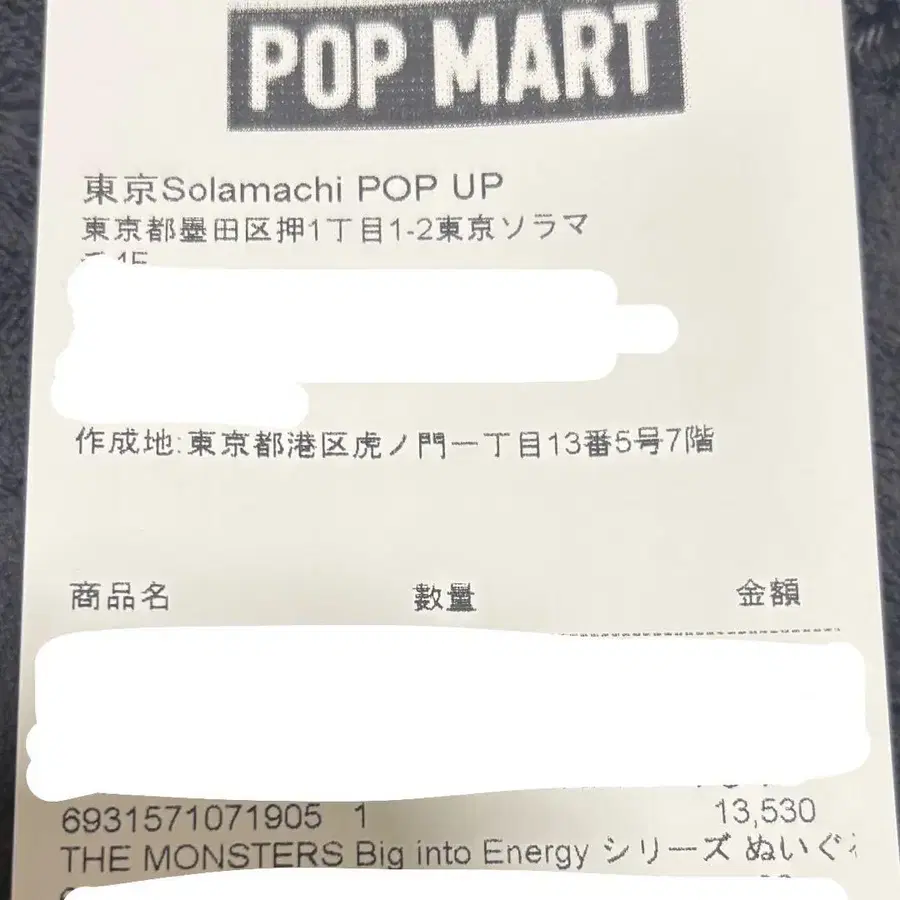 POP MART
東京Solamachi POP UP
東京都墨田区押1丁目1-2東京ソラマ
作成地:東京都港区虎ノ門一丁目13番5号7階
商品名 数量 金額
6931571071905 1 13,530
THE MONSTERS Big into Energy シリーズ ぬいぐ